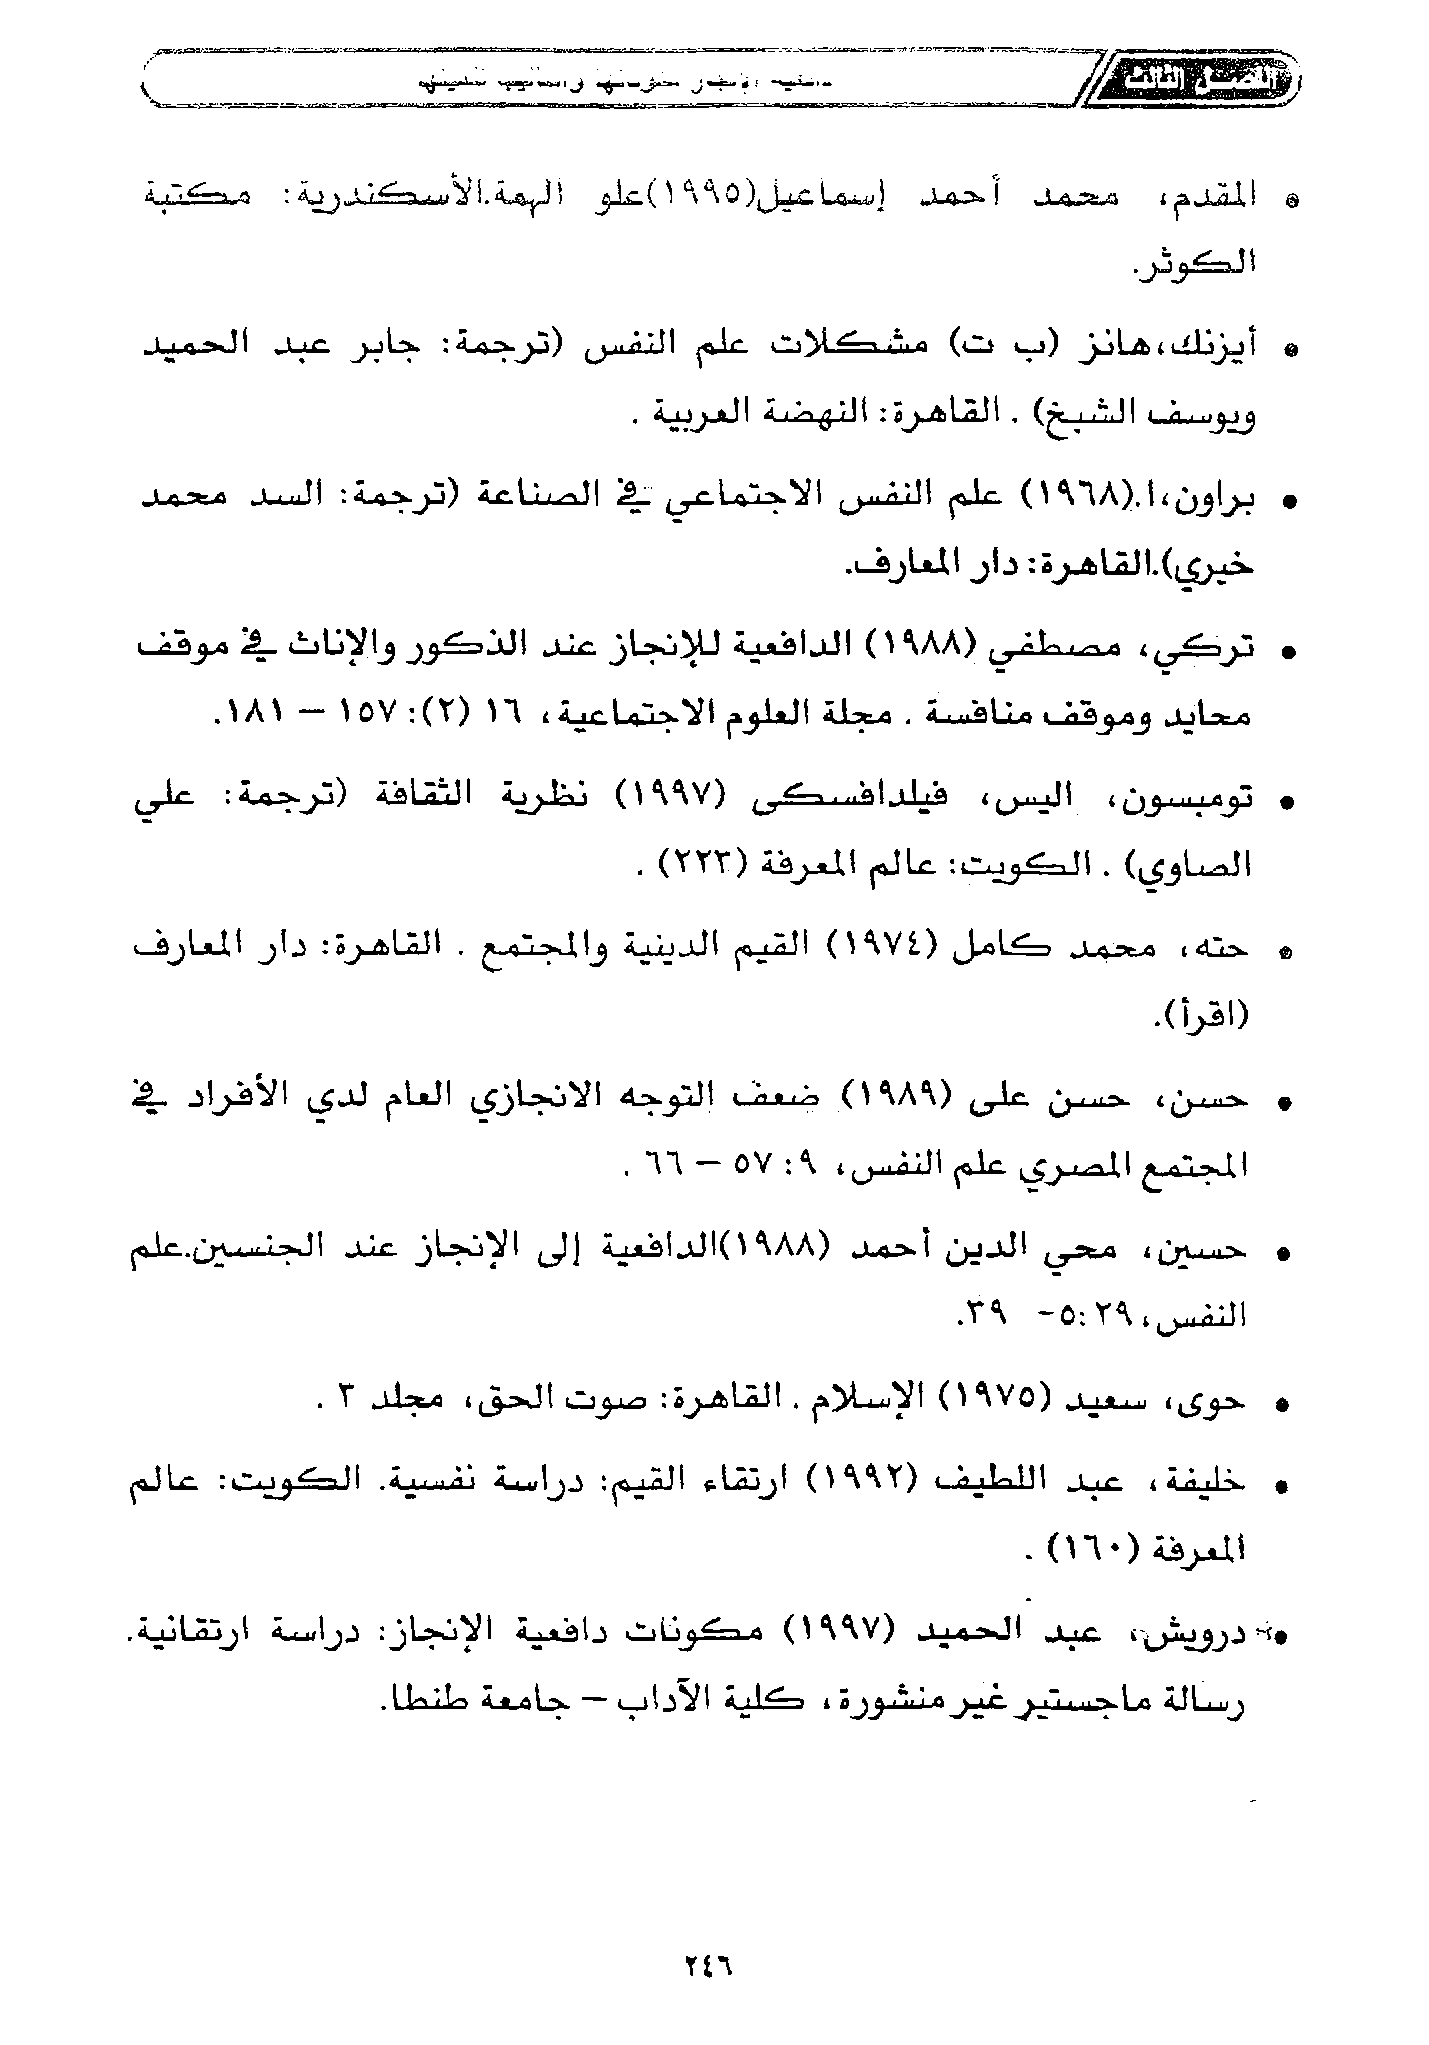 الفصل الثالث
• المقدم، محمد أحمد إسماعيل(١٩٩٥)علو الهمة.الأسكندرية: مكتبة
الكوثر.
• أيزنك،هانز (ب ت) مشكلات علم النفس (ترجمة: جابر عبد الحميد
ويوسف الشيخ) . القاهرة: النهضة العربية .
• براون،ا.(١٩٦٨) علم النفس الاجتماعي في الصناعة (ترجمة: السد محمد
خيري).القاهرة: دار المعارف.
• تركي، مصطفي (١٩٨٨) الدافعية للإنجاز عند الذكور والإناث في موقف
محايد وموقف منافسة . مجلة العلوم الاجتماعية، ١٦ (٢): ١٥٧ – ١٨١.
• تومبسون، اليس، فيلدافسكى (١٩٩٧) نظرية الثقافة (ترجمة: علي
الصاوي) . الكويت: عالم المعرفة (٢٢٣) .
• حته، محمد كامل (١٩٧٤) القيم الدينية والمجتمع . القاهرة: دار المعارف
(اقرأ).
• حسن، حسن على (١٩٨٩) ضعف التوجه الانجازي العام لدي الأفراد في
المجتمع المصري علم النفس، ٩: ٥٧ – ٦٦ .
• حسين، محي الدين أحمد (١٩٨٨)الدافعية إلى الإنجاز عند الجنسين.علم
النفس، ٢٩:٥- ٣٩.
• حوى، سعيد (١٩٧٥) الإسلام . القاهرة: صوت الحق، مجلد ٣ .
• خليفة، عبد اللطيف (١٩٩٢) ارتقاء القيم: دراسة نفسية. الكويت: عالم
المعرفة (١٦٠) .
• درويش، عبد الحميد (١٩٩٧) مكونات دافعية الإنجاز: دراسة ارتقانية.
رسالة ماجستير غير منشورة، كلية الآداب – جامعة طنطا.
٢٤٦